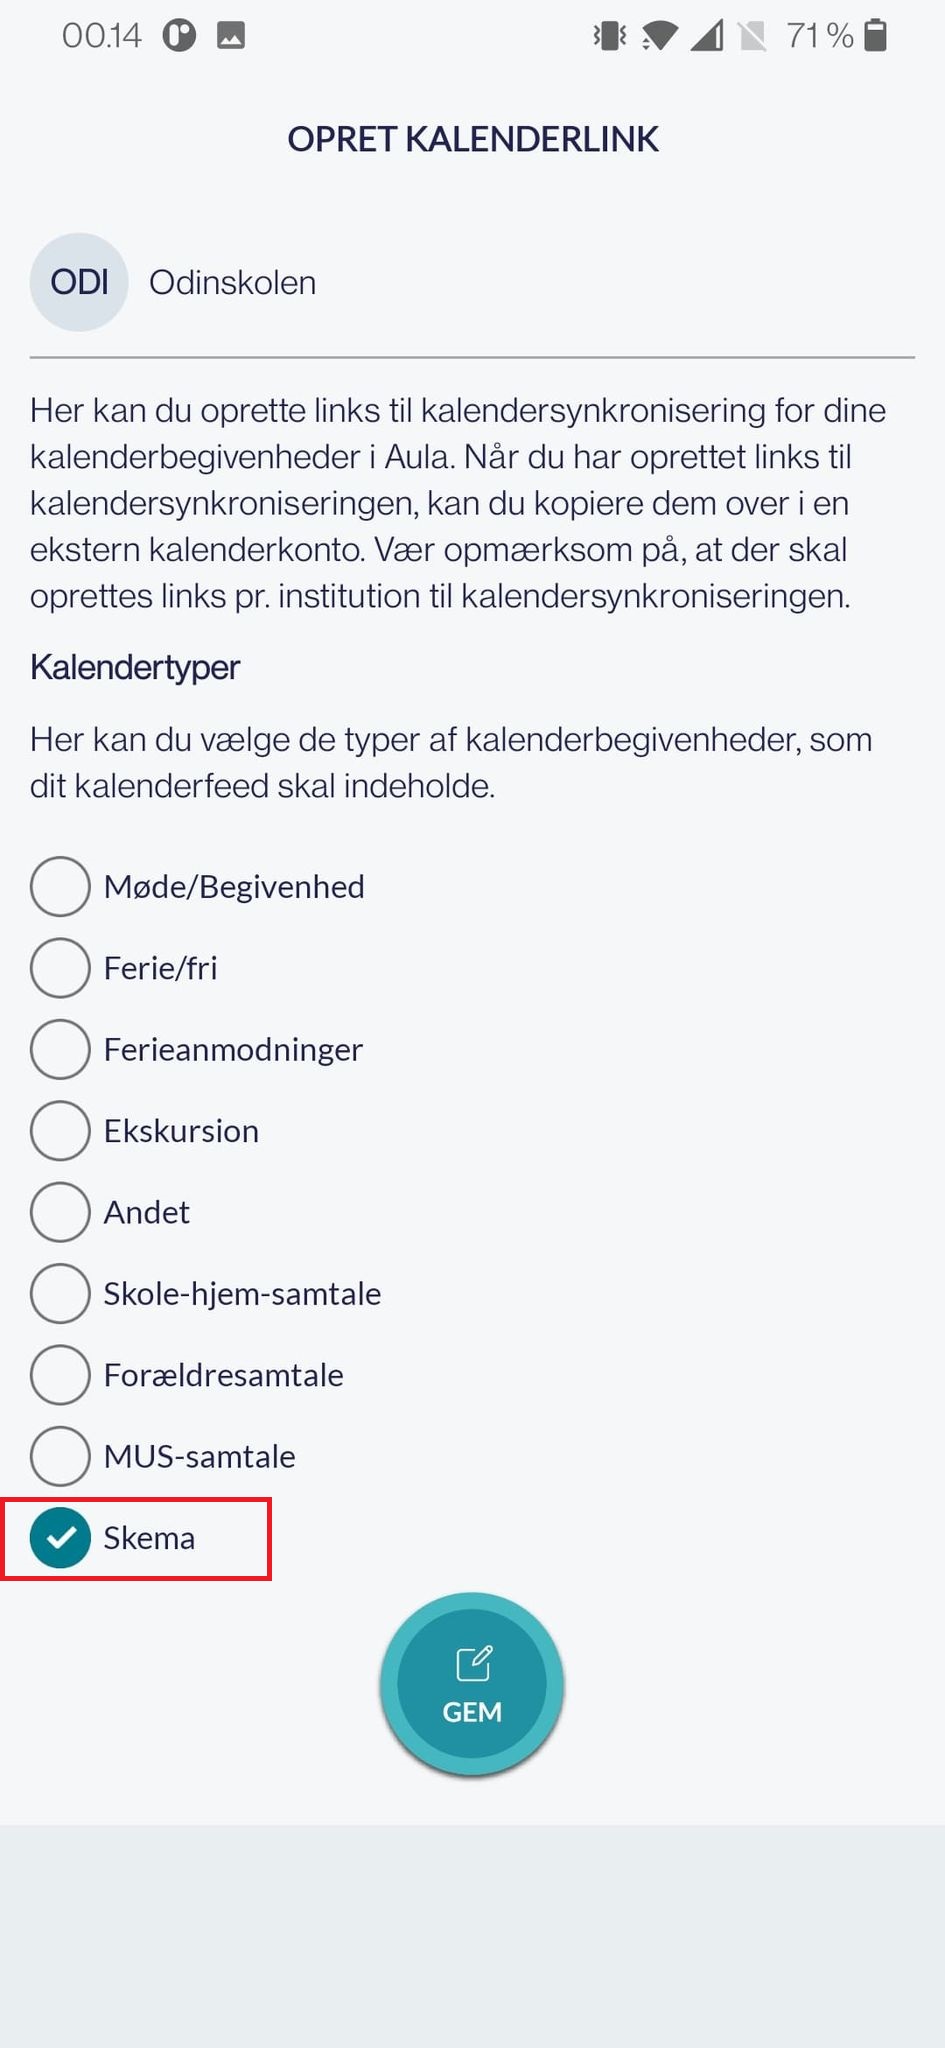 00.14
71 %
OPRET KALENDERLINK
ODI
Odinskolen
Her kan du oprette links til kalendersynkronisering for dine
kalenderbegivenheder i Aula. Når du har oprettet links til
kalendersynkroniseringen, kan du kopiere dem over i en
ekstern kalenderkonto. Vær opmærksom på, at der skal
oprettes links pr. institution til kalendersynkroniseringen.
Kalendertyper
Her kan du vælge de typer af kalenderbegivenheder, som
dit kalenderfeed skal indeholde.
Møde/Begivenhed
Ferie/fri
Ferieanmodninger
Ekskursion
Andet
Skole-hjem-samtale
Forældresamtale
MUS-samtale
Skema
GEM